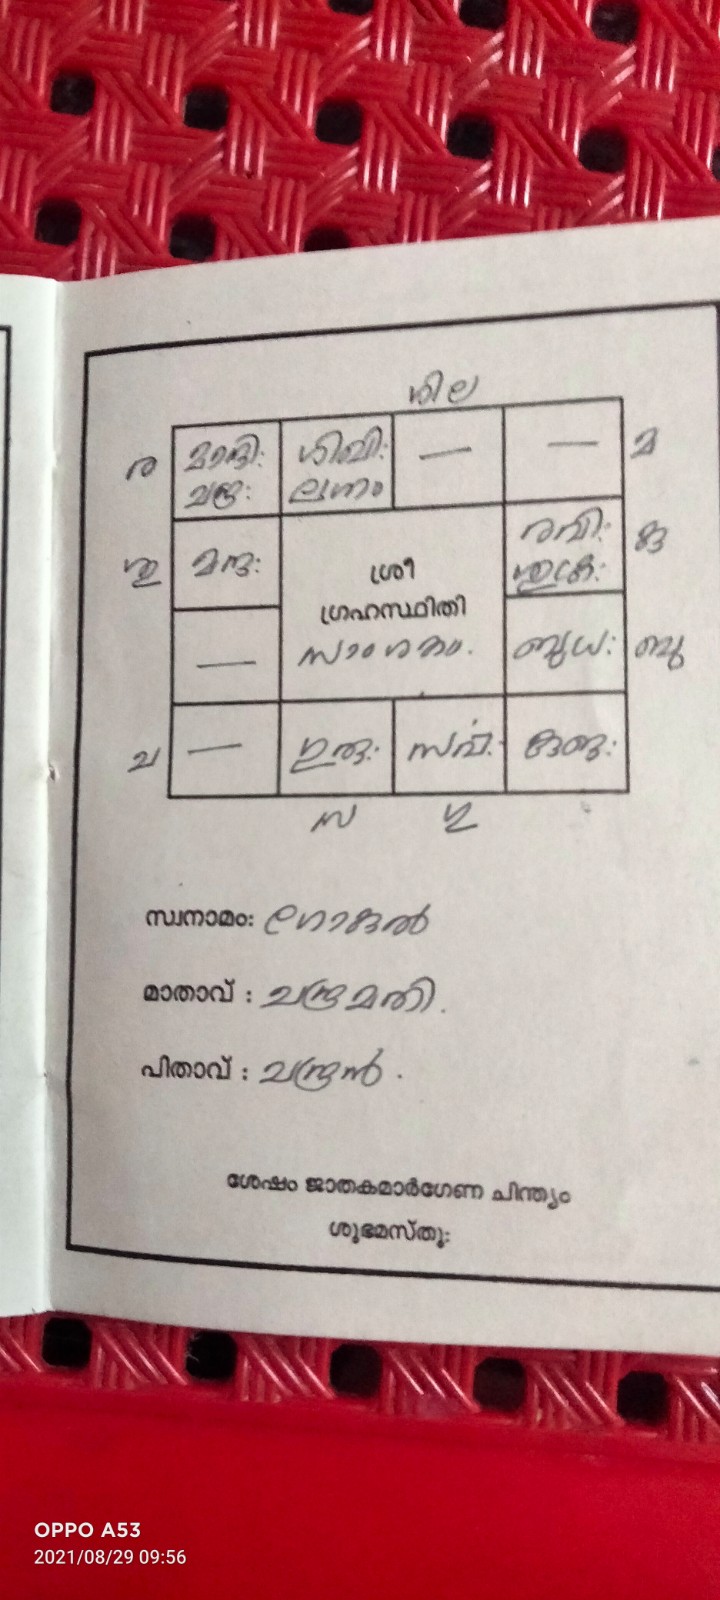 ശില
ര മാന്ദി: ശിഖി: — — മ
ചന്ദ്ര: ലഗ്നം
ശു മന്ദ: രവി: കു
ശ്രീ ശുക്ര:
ഗ്രഹസ്ഥിതി
— സാംശകം. ബുധ: ബു
ച — ഗുരു: സർപ്പി: കുജ:
സ ഗു
സ്വനാമം: ഗോകുൽ
മാതാവ് : ചന്ദ്രമതി.
പിതാവ് : ചന്ദ്രൻ.
ശേഷം ജാതകമാർഗേണ ചിന്ത്യം
ശുഭമസ്തു:
OPPO A53
2021/08/29 09:56